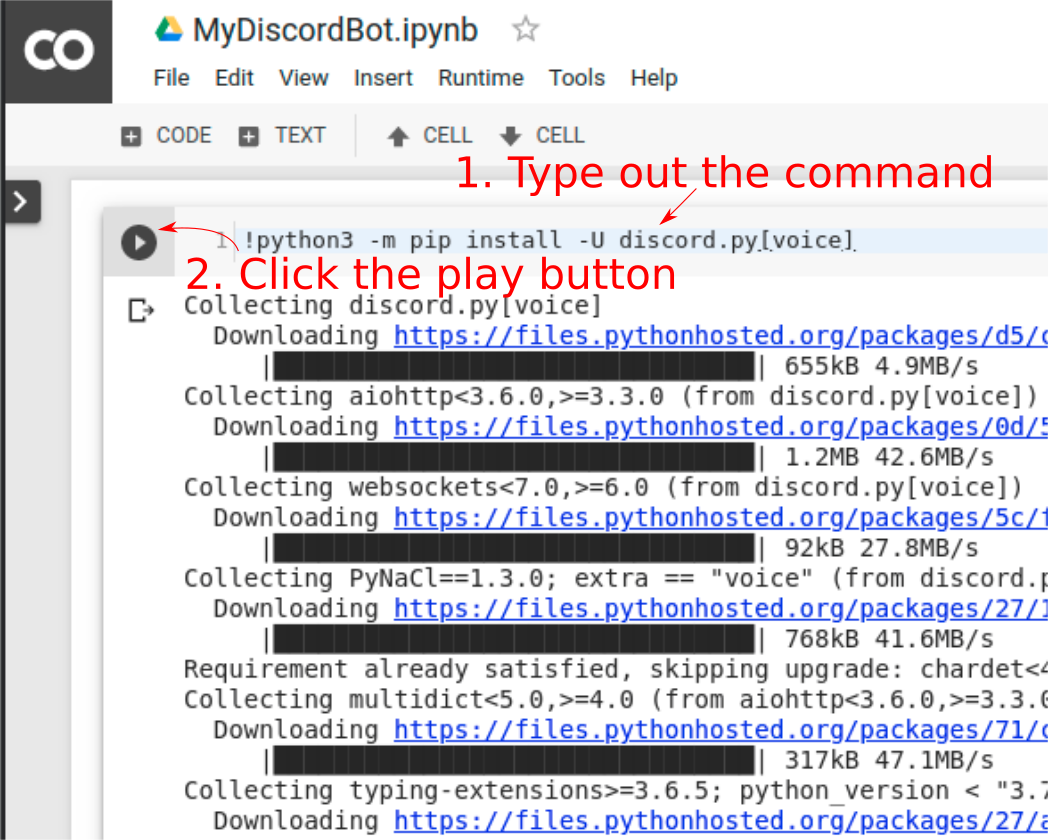 CO
MyDiscordBot.ipynb
File Edit View Insert Runtime Tools Help
CODE TEXT CELL CELL
1. Type out the command
1 !python3 -m pip install -U discord.py[voice]
2. Click the play button
Collecting discord.py[voice]
Downloading https://files.pythonhosted.org/packages/d5/
| 655kB 4.9MB/s
Collecting aiohttp<3.6.0,>=3.3.0 (from discord.py[voice])
Downloading https://files.pythonhosted.org/packages/0d/5
| 1.2MB 42.6MB/s
Collecting websockets<7.0,>=6.0 (from discord.py[voice])
Downloading https://files.pythonhosted.org/packages/5c/
| 92kB 27.8MB/s
Collecting PyNaCl==1.3.0; extra == "voice" (from discord.p
Downloading https://files.pythonhosted.org/packages/27/1
| 768kB 41.6MB/s
Requirement already satisfied, skipping upgrade: chardet<4
Collecting multidict<5.0,>=4.0 (from aiohttp<3.6.0,>=3.3.0
Downloading https://files.pythonhosted.org/packages/71/
| 317kB 47.1MB/s
Collecting typing-extensions>=3.6.5; python_version < "3.7
Downloading https://files.pythonhosted.org/packages/27/